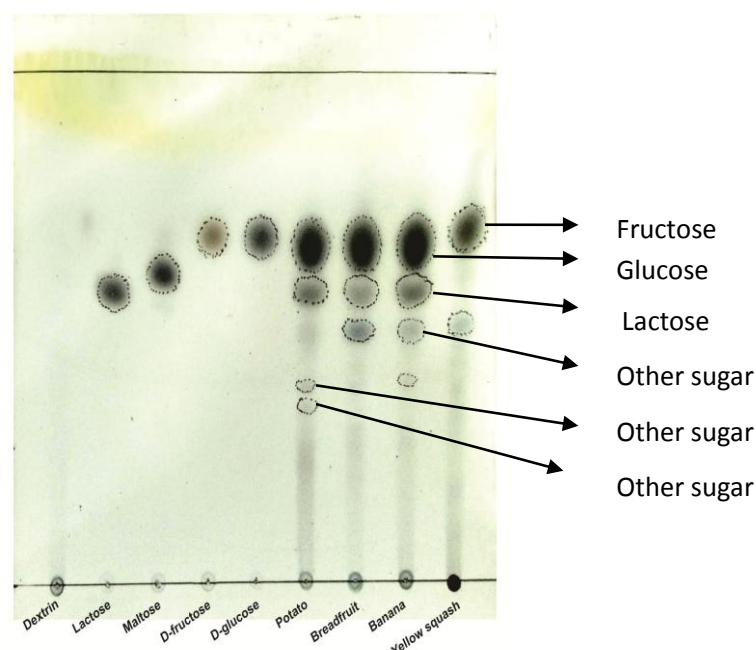 Fructose
Glucose
Lactose
Other sugar
Other sugar
Other sugar
Dextrin
Lactose
Maltose
D-fructose
D-glucose
Potato
Breadfruit
Banana
Yellow squash